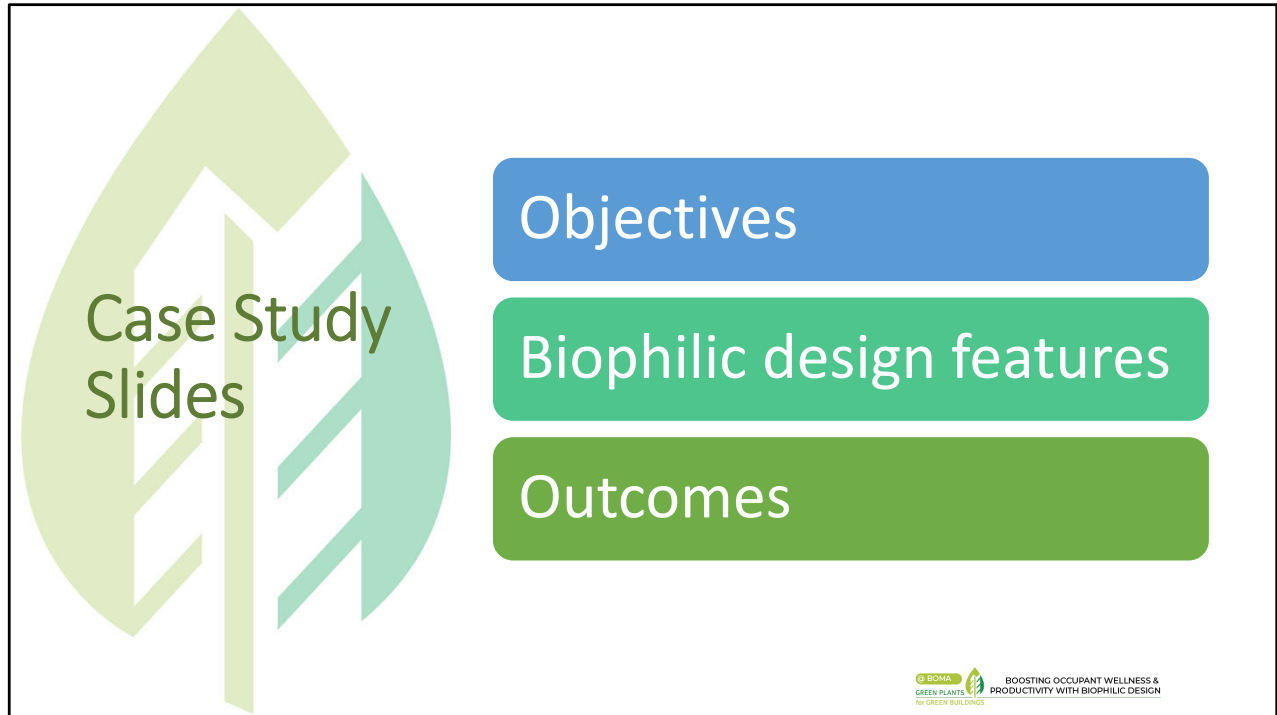 Case Study
Slides
Objectives
Biophilic design features
Outcomes
@ BOMA
GREEN PLANTS
for GREEN BUILDINGS
BOOSTING OCCUPANT WELLNESS &
PRODUCTIVITY WITH BIOPHILIC DESIGN